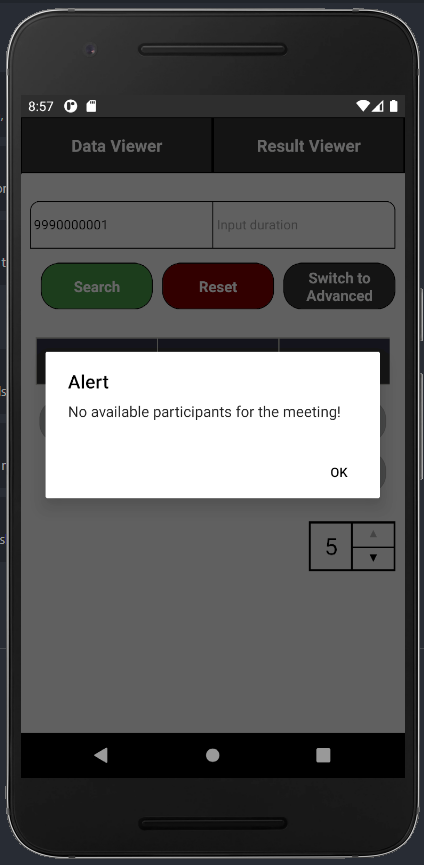 8:57
Data Viewer
Result Viewer
9990000001
Input duration
Search
Reset
Switch to
Advanced
Alert
No available participants for the meeting!
OK
5